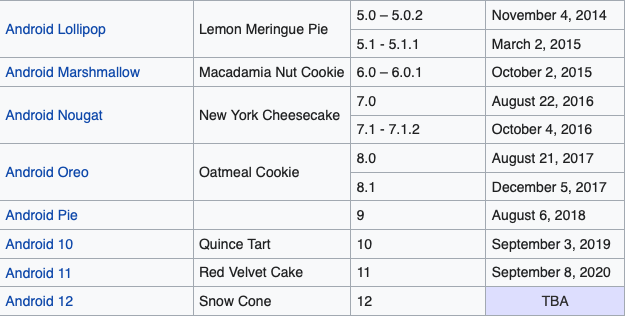 Android Lollipop Lemon Meringue Pie 5.0 – 5.0.2 November 4, 2014
5.1 - 5.1.1 March 2, 2015
Android Marshmallow Macadamia Nut Cookie 6.0 – 6.0.1 October 2, 2015
Android Nougat New York Cheesecake 7.0 August 22, 2016
7.1 - 7.1.2 October 4, 2016
Android Oreo Oatmeal Cookie 8.0 August 21, 2017
8.1 December 5, 2017
Android Pie 9 August 6, 2018
Android 10 Quince Tart 10 September 3, 2019
Android 11 Red Velvet Cake 11 September 8, 2020
Android 12 Snow Cone 12 TBA